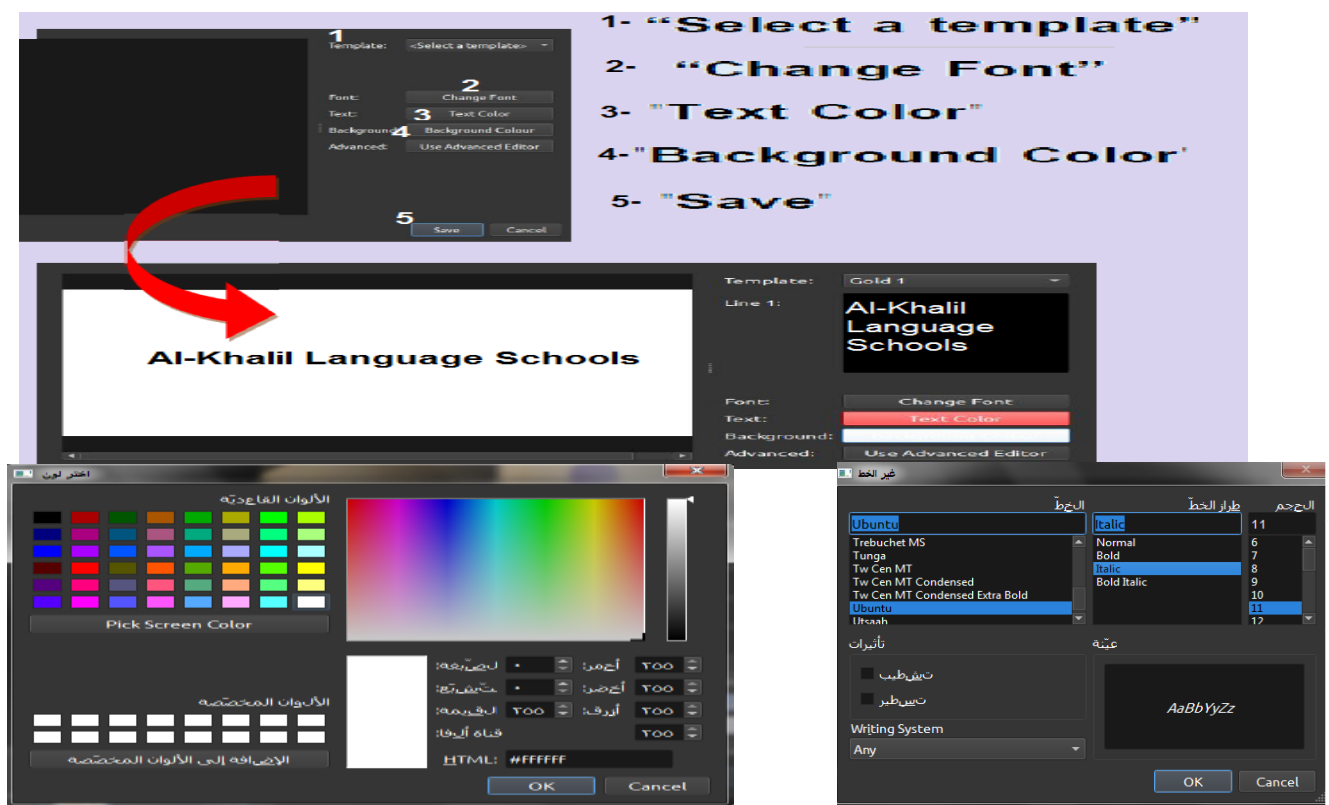 1- “Select a template”
2- “Change Font”
3- "Text Color"
4-"Background Color'
5- "Save"
1
Template: <Select a template>
2
Font: Change Font
Text: 3 Text Color
Background 4 Background Colour
Advanced: Use Advanced Editor
5
Save Cancel
Al-Khalil Language Schools
Template: Gold 1
Line 1: Al-Khalil
Language
Schools
Font: Change Font
Text: Text Color
Background:
Advanced: Use Advanced Editor
اختر لون
الألوان القاعديّة
Pick Screen Color
الألوان المخصّصة
الإضافة إلى الألوان المخصّصة
أحمر: ٢٥٥
أخضر: ٢٥٥
القيمة: ٢٥٥ أزرق: ٢٥٥
قناة ألفا: ٢٥٥
HTML: #FFFFFF
OK Cancel
غير الخط
الخطّ
Ubuntu
Trebuchet MS
Tunga
Tw Cen MT
Tw Cen MT Condensed
Tw Cen MT Condensed Extra Bold
Ubuntu
Utsaah
طراز الخطّ
Italic
Normal
Bold
Italic
Bold Italic
الحجم
11
6
7
8
9
10
11
12
تأثيرات
تشطيب
تسطير
Writing System
Any
عيّنة
AaBbYyZz
OK Cancel